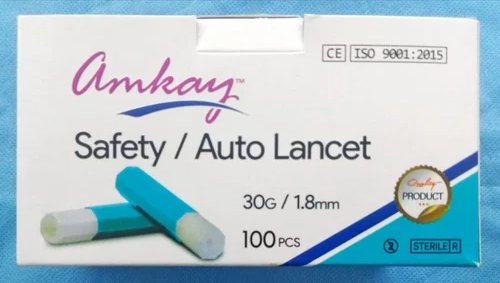 CE ISO 9001:2015
Amkay™
Safety / Auto Lancet
30G / 1.8mm
100 PCS
PRODUCT
STERILE R